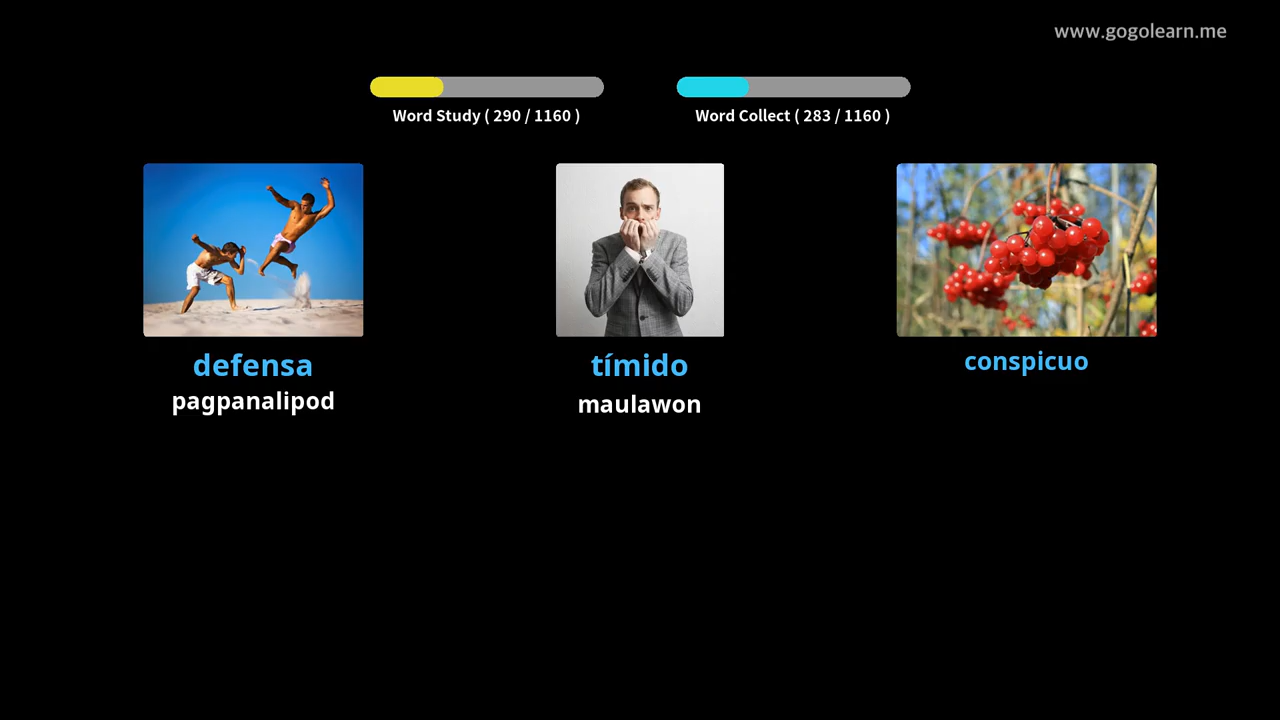 www.gogolearn.me
Word Study ( 290 / 1160 )
Word Collect ( 283 / 1160 )
defensa
pagpanalipod
tímido
maulawon
conspicuo